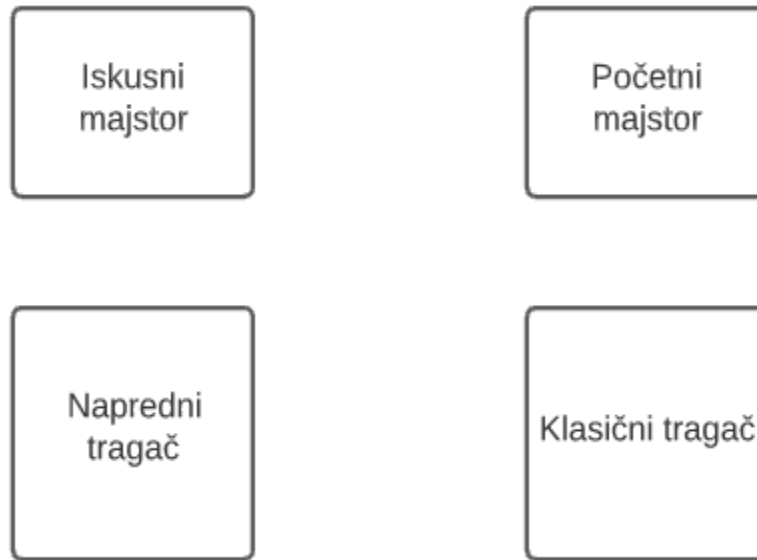 Iskusni
majstor
Početni
majstor
Napredni
tragač
Klasični tragač